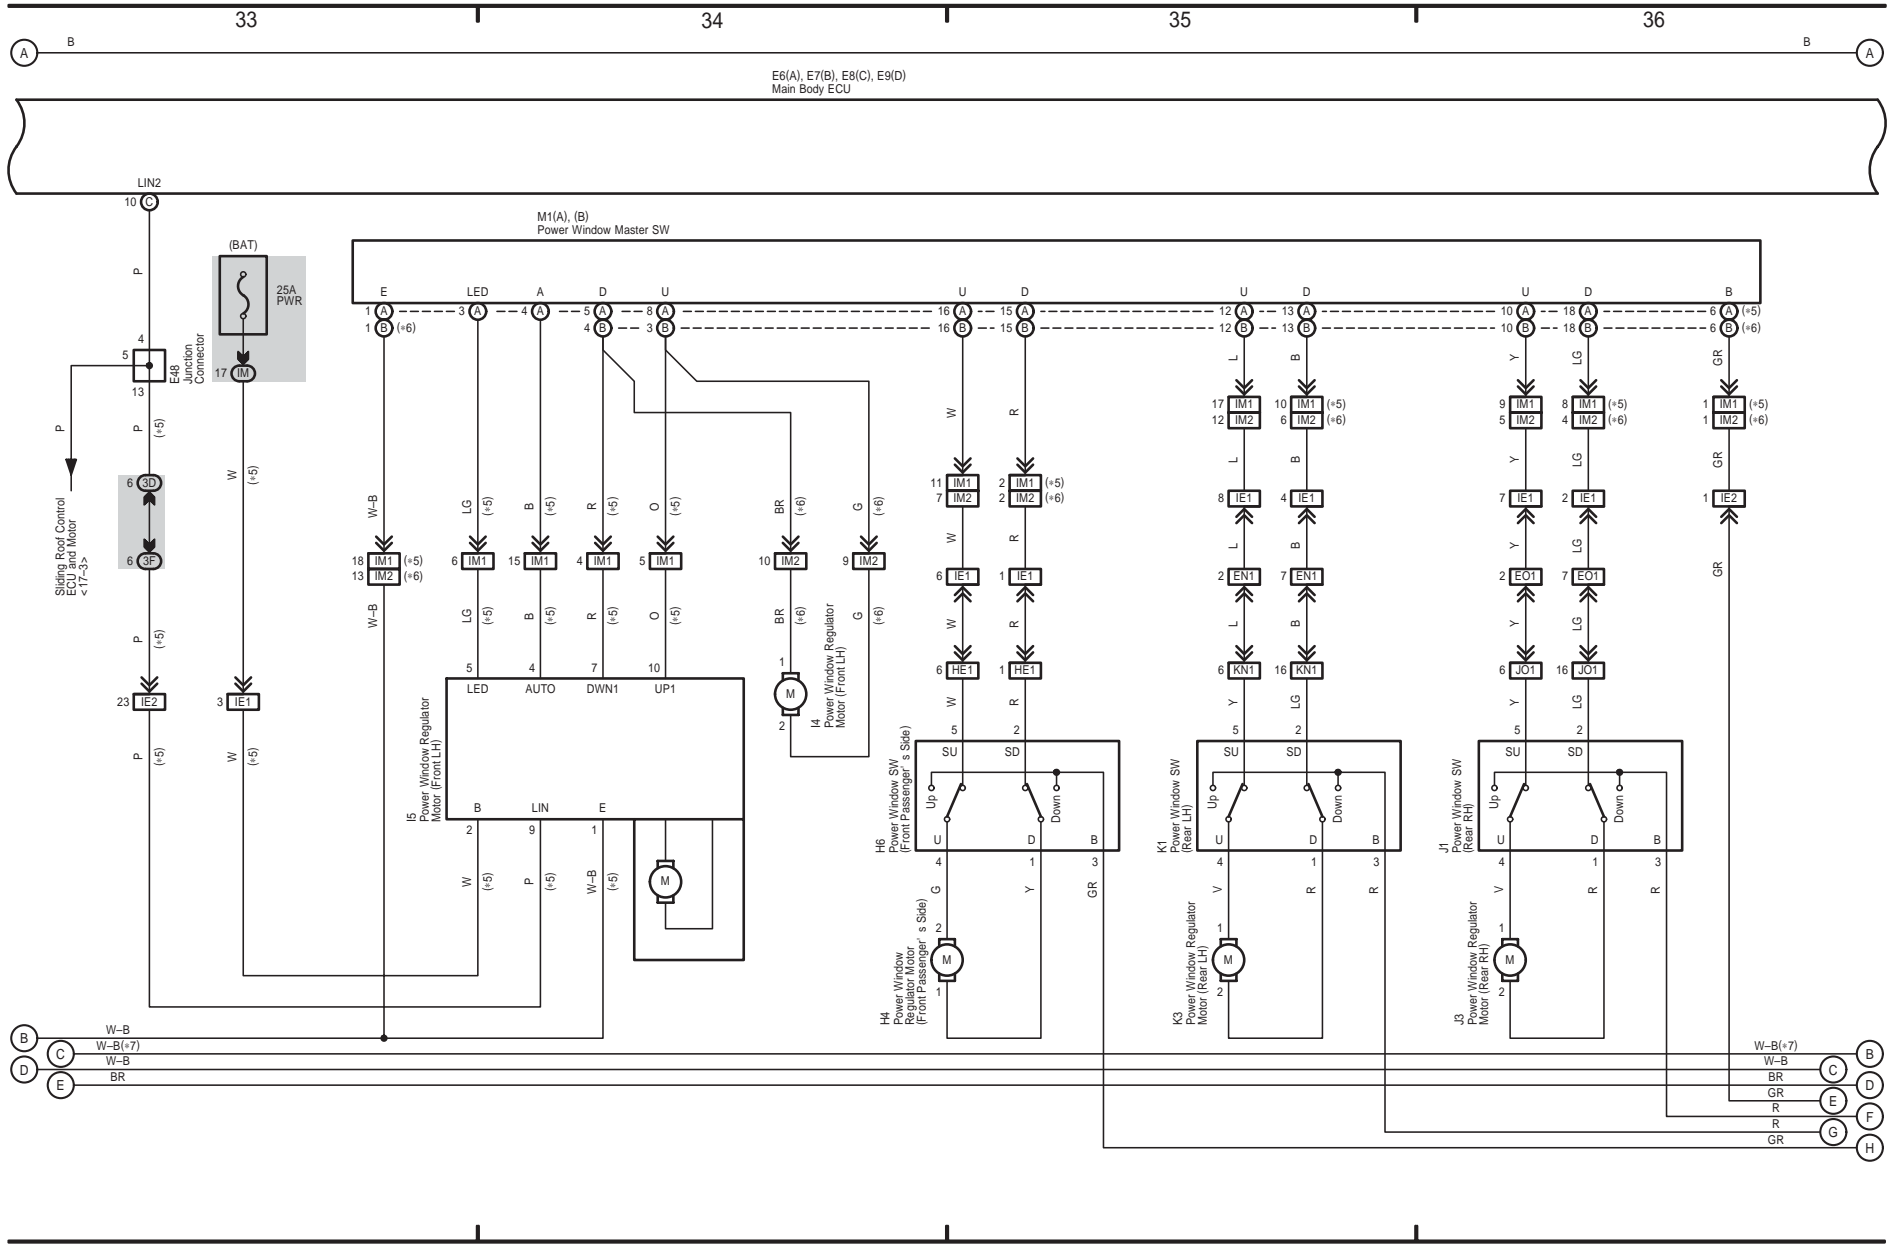 33 34 35 36
A B B A
E6(A), E7(B), E8(C), E9(D)
Main Body ECU
LIN2
10 C
M1(A), (B)
Power Window Master SW
(BAT)
25A
PWR
17 IM
P
4
5
13
E48
Junction
Connector
P
P (*5)
W (*5)
6 3D
6 3F
Sliding Roof Control
ECU and Motor
<17-3>
P (*5)
23 IE2
3 IE1
P (*5)
W (*5)
E LED A D U U D U D U D B
1 A 3 A 4 A 5 A 8 A 16 A 15 A 12 A 13 A 10 A 18 A 6 A (*5)
1 B (*6) 4 B 3 B 16 B 15 B 12 B 13 B 10 B 18 B 6 B (*6)
L B Y LG GR
W R
17 IM1 10 IM1 (*5) 9 IM1 8 IM1 (*5) 1 IM1 (*5)
12 IM2 6 IM2 (*6) 5 IM2 4 IM2 (*6) 1 IM2 (*6)
L B Y LG GR
11 IM1 2 IM1 (*5)
7 IM2 2 IM2 (*6)
8 IE1 4 IE1 7 IE1 2 IE1 1 IE2
W-B LG (*5) B (*5) R (*5) O (*5) BR (*6) G (*6)
W R L B Y LG GR
18 IM1 (*5) 6 IM1 15 IM1 4 IM1 5 IM1 10 IM2 9 IM2
13 IM2 (*6)
6 IE1 1 IE1 2 EN1 7 EN1 2 EO1 7 EO1
W-B LG (*5) B (*5) R (*5) O (*5) BR (*6) G (*6)
W R L B Y LG
6 HE1 1 HE1 6 KN1 16 KN1 6 JO1 16 JO1
W R Y LG Y LG
5 4 7 10
LED AUTO DWN1 UP1
I5
Power Window Regulator
Motor (Front LH)
B LIN E
2 9 1
W (*5) P (*5) W-B (*5)
M
1
M
2
I4
Power Window Regulator
Motor (Front LH)
5 2
SU SD
Up Down
U D B
4 1 3
G Y GR
H6
Power Window SW
(Front Passenger' s Side)
2
M
1
H4
Power Window
Regulator Motor
(Front Passenger' s Side)
5 2
SU SD
Up Down
U D B
4 1 3
V R R
K1
Power Window SW
(Rear LH)
1
M
2
K3
Power Window Regulator
Motor (Rear LH)
5 2
SU SD
Up Down
U D B
4 1 3
V R R
J1
Power Window SW
(Rear RH)
1
M
2
J3
Power Window Regulator
Motor (Rear RH)
B W-B
C W-B(*7) W-B(*7) B
D W-B W-B C
E BR BR D
GR E
R F
R G
GR H